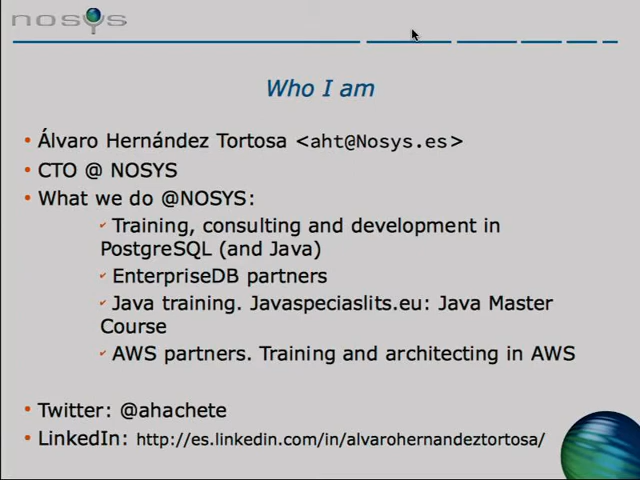 nosys
Who I am
• Álvaro Hernández Tortosa <aht@Nosys.es>
• CTO @ NOSYS
• What we do @NOSYS:
✓ Training, consulting and development in
PostgreSQL (and Java)
✓ EnterpriseDB partners
✓ Java training. Javaspeciaslits.eu: Java Master
Course
✓ AWS partners. Training and architecting in AWS
• Twitter: @ahachete
• LinkedIn: http://es.linkedin.com/in/alvarohernandeztortosa/